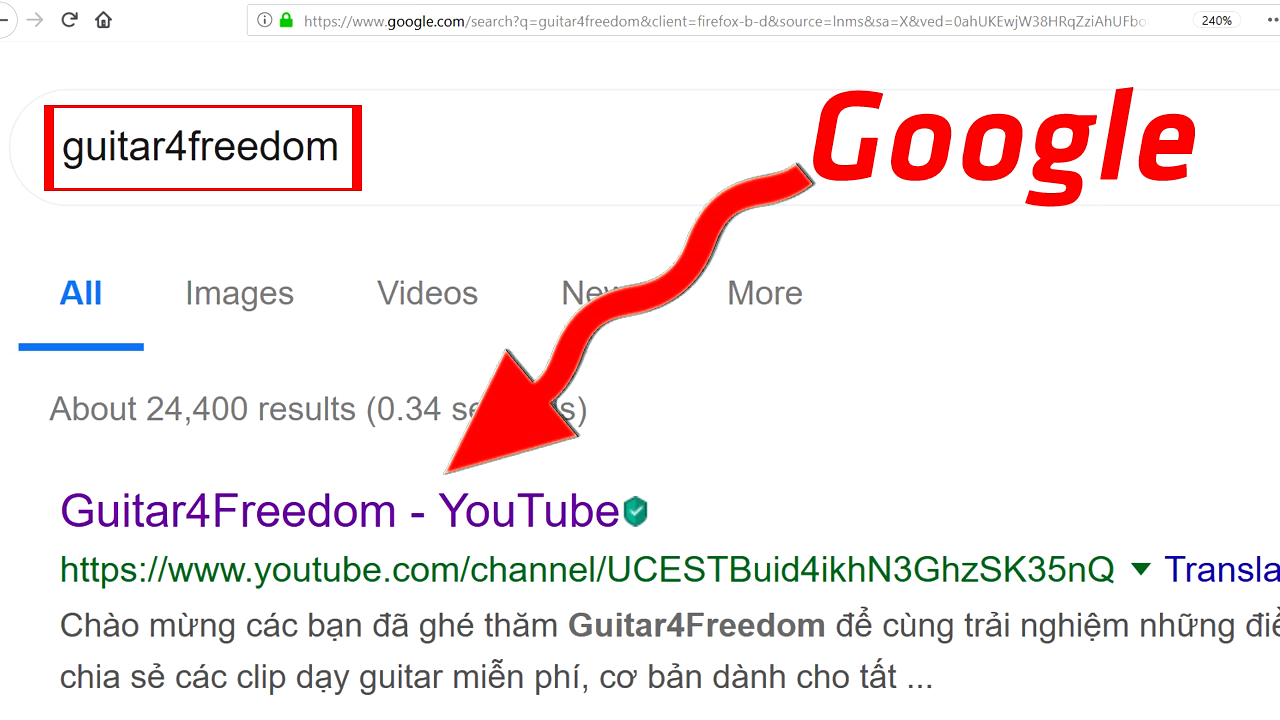 https://www.google.com/search?q=guitar4freedom&client=firefox-b-d&source=lnms&sa=X&ved=0ahUKEwjW38HRqZziAhUFbo
240%
guitar4freedom
Google
All Images Videos More
About 24,400 results (0.34
Guitar4Freedom - YouTube
https://www.youtube.com/channel/UCESTBuid4ikhN3GhzSK35nQ Transla
Chào mừng các bạn đã ghé thăm Guitar4Freedom để cùng trải nghiệm những điề
chia sẻ các clip dạy guitar miễn phí, cơ bản dành cho tất ...